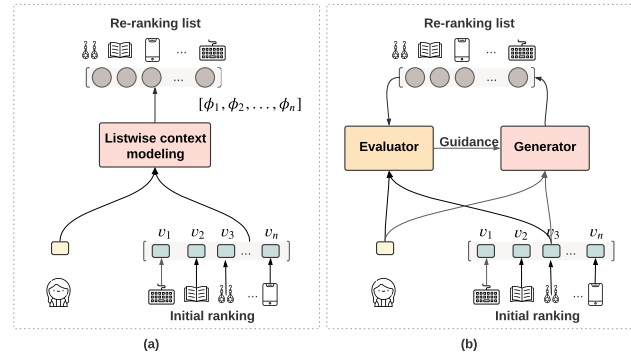 Re-ranking list
...
...
[ϕ₁, ϕ₂, . . . , ϕₙ]
Listwise context
modeling
v₁ v₂ v₃ vₙ
...
...
Initial ranking
(a)
Re-ranking list
...
...
Evaluator
Guidance
Generator
v₁ v₂ v₃ vₙ
...
...
Initial ranking
(b)